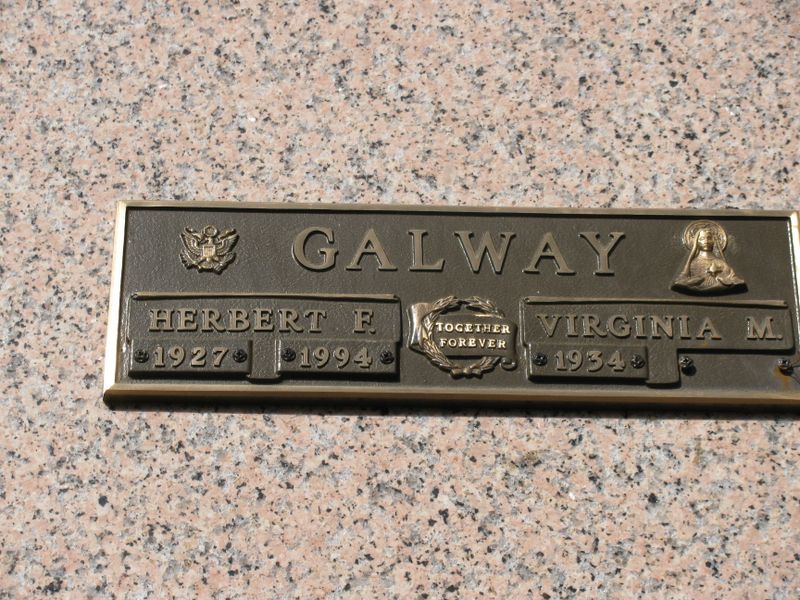 GALWAY
HERBERT F.
1927 1994
TOGETHER
FOREVER
VIRGINIA M.
1934